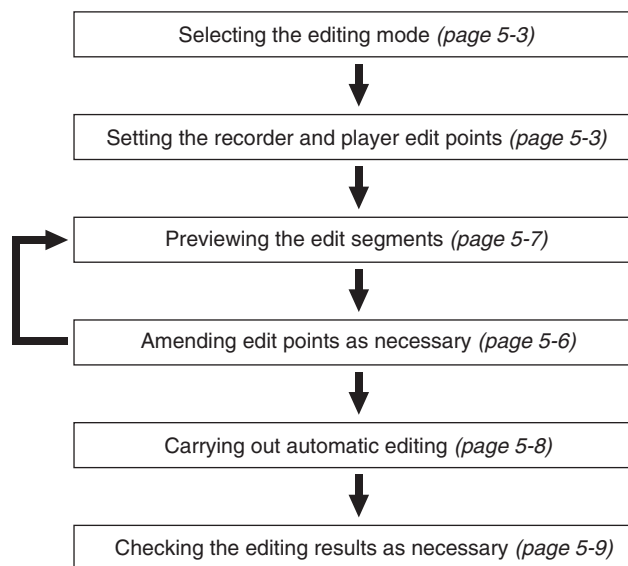 Selecting the editing mode (page 5-3)
Setting the recorder and player edit points (page 5-3)
Previewing the edit segments (page 5-7)
Amending edit points as necessary (page 5-6)
Carrying out automatic editing (page 5-8)
Checking the editing results as necessary (page 5-9)